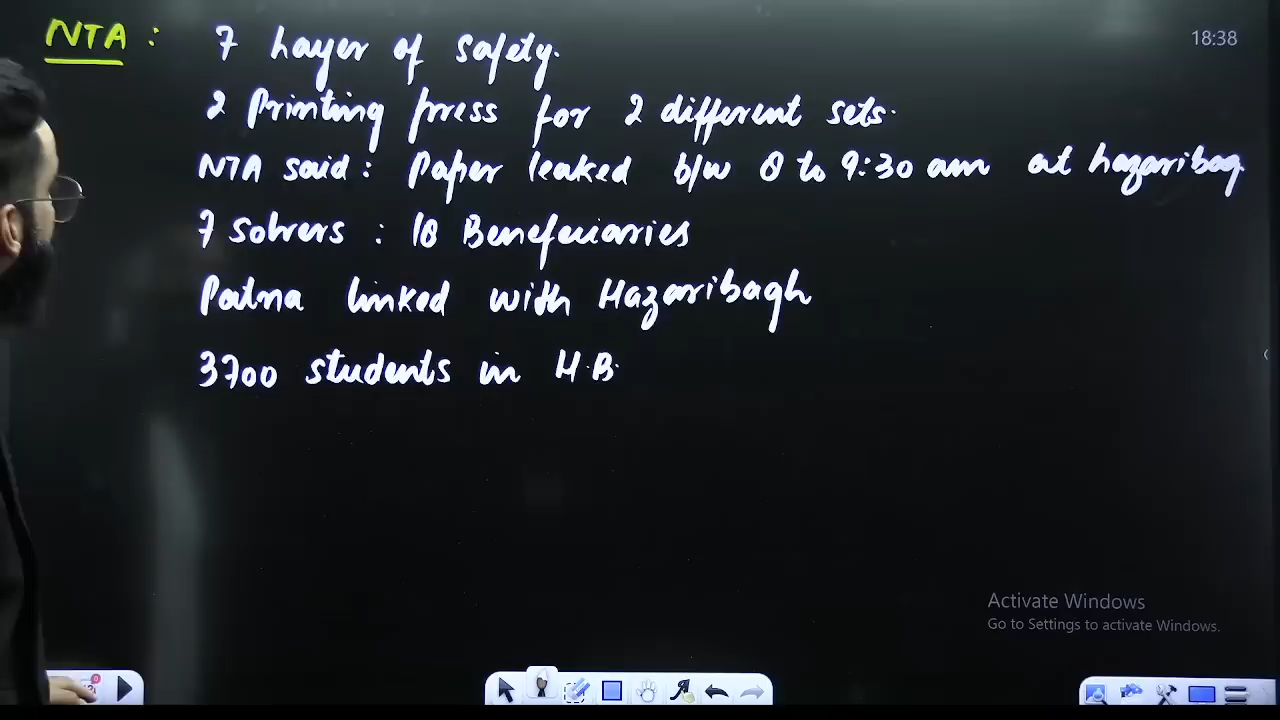 NTA : 7 Layer of safety.
18:38
2 Printing press for 2 different sets.
NTA said : Paper leaked b/w 8 to 9:30 am at hazaribag
7 solvers : 18 Beneficiaries
Patna linked with Hazaribagh
3700 students in H.B.
Activate Windows
Go to Settings to activate Windows.